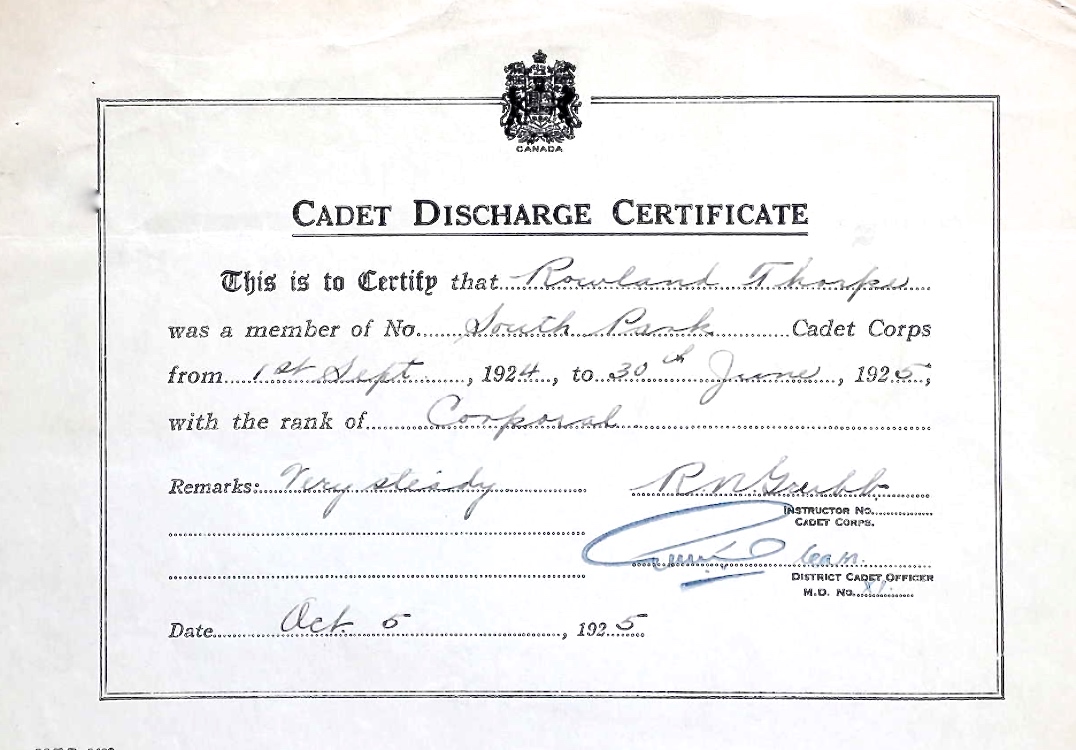 CANADA
CADET DISCHARGE CERTIFICATE
This is to Certify that Rowland Thorpe
was a member of No. South Park Cadet Corps
from 1st Sept., 1924, to 30th June, 1925,
with the rank of Corporal
Remarks: Very steady R N Grubb
INSTRUCTOR No.
CADET CORPS.
DISTRICT CADET OFFICER
M.D. No. XI.
Date Oct. 5, 1925